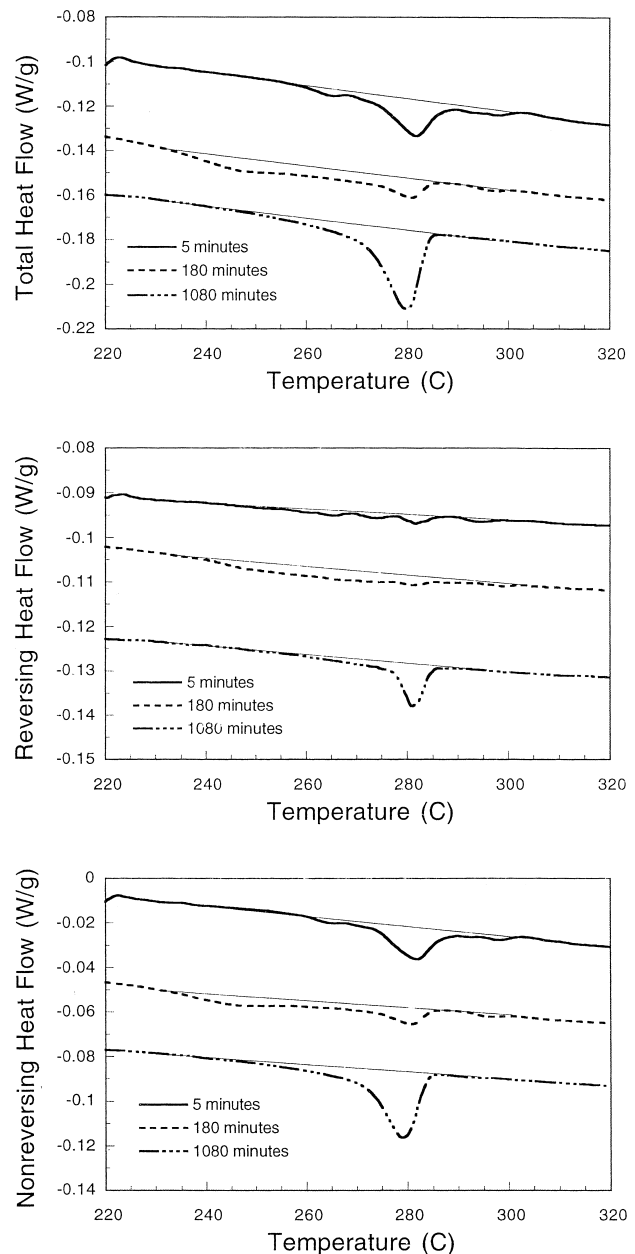 Total Heat Flow (W/g)
-0.08
-0.1
-0.12
-0.14
-0.16
-0.18
-0.2
-0.22
5 minutes
180 minutes
1080 minutes
220 240 260 280 300 320
Temperature (C)
Reversing Heat Flow (W/g)
-0.08
-0.09
-0.1
-0.11
-0.12
-0.13
-0.14
-0.15
5 minutes
180 minutes
1080 minutes
220 240 260 280 300 320
Temperature (C)
Nonreversing Heat Flow (W/g)
0
-0.02
-0.04
-0.06
-0.08
-0.1
-0.12
-0.14
5 minutes
180 minutes
1080 minutes
220 240 260 280 300 320
Temperature (C)